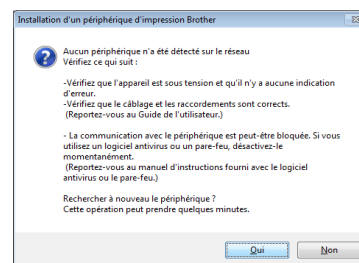 Installation d'un périphérique d'impression Brother
Aucun périphérique n'a été détecté sur le réseau
Vérifiez ce qui suit :
-Vérifiez que l'appareil est sous tension et qu'il n'y a aucune indication
d'erreur.
-Vérifiez que le câblage et les raccordements sont corrects.
(Reportez-vous au Guide de l'utilisateur.)
- La communication avec le périphérique est peut-être bloquée. Si vous
utilisez un logiciel antivirus ou un pare-feu, désactivez-le
momentanément.
(Reportez-vous au manuel d'instructions fourni avec le logiciel
antivirus ou le pare-feu.)
Rechercher à nouveau le périphérique ?
Cette opération peut prendre quelques minutes.
Oui
Non